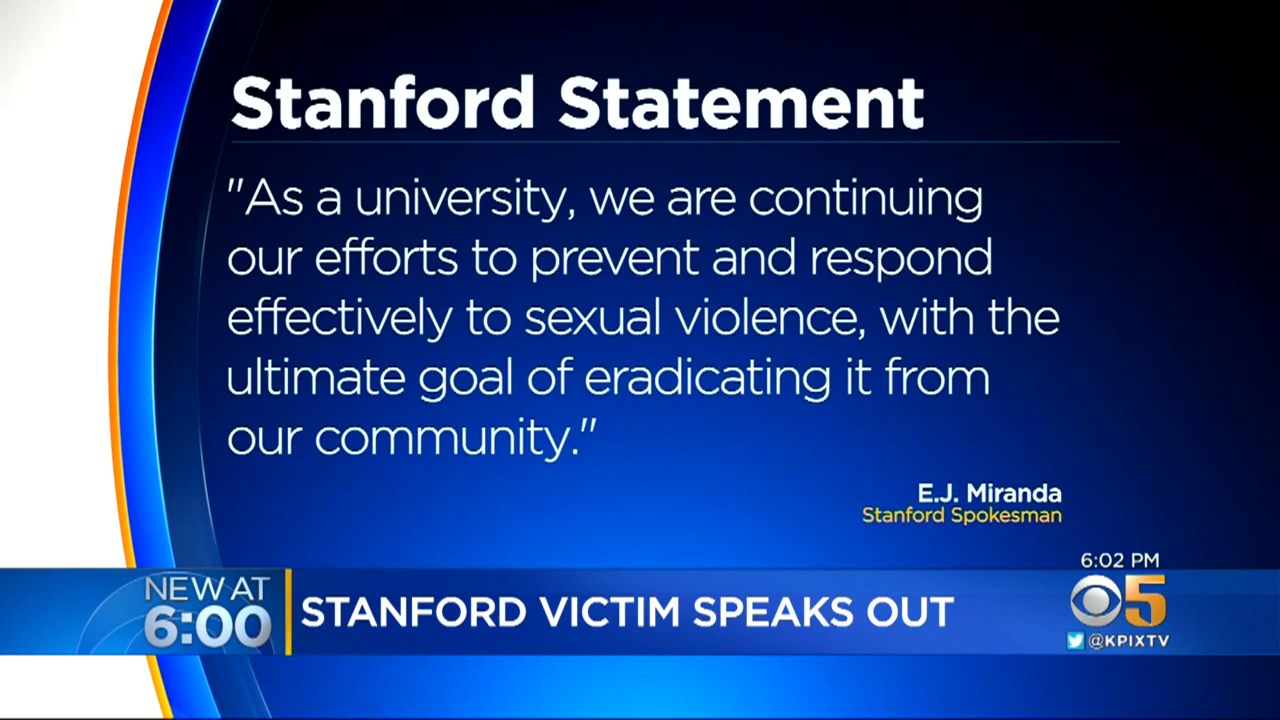 Stanford Statement
"As a university, we are continuing
our efforts to prevent and respond
effectively to sexual violence, with the
ultimate goal of eradicating it from
our community."
E.J. Miranda
Stanford Spokesman
6:02 PM
NEW AT
6:00
STANFORD VICTIM SPEAKS OUT
5
@KPIXTV